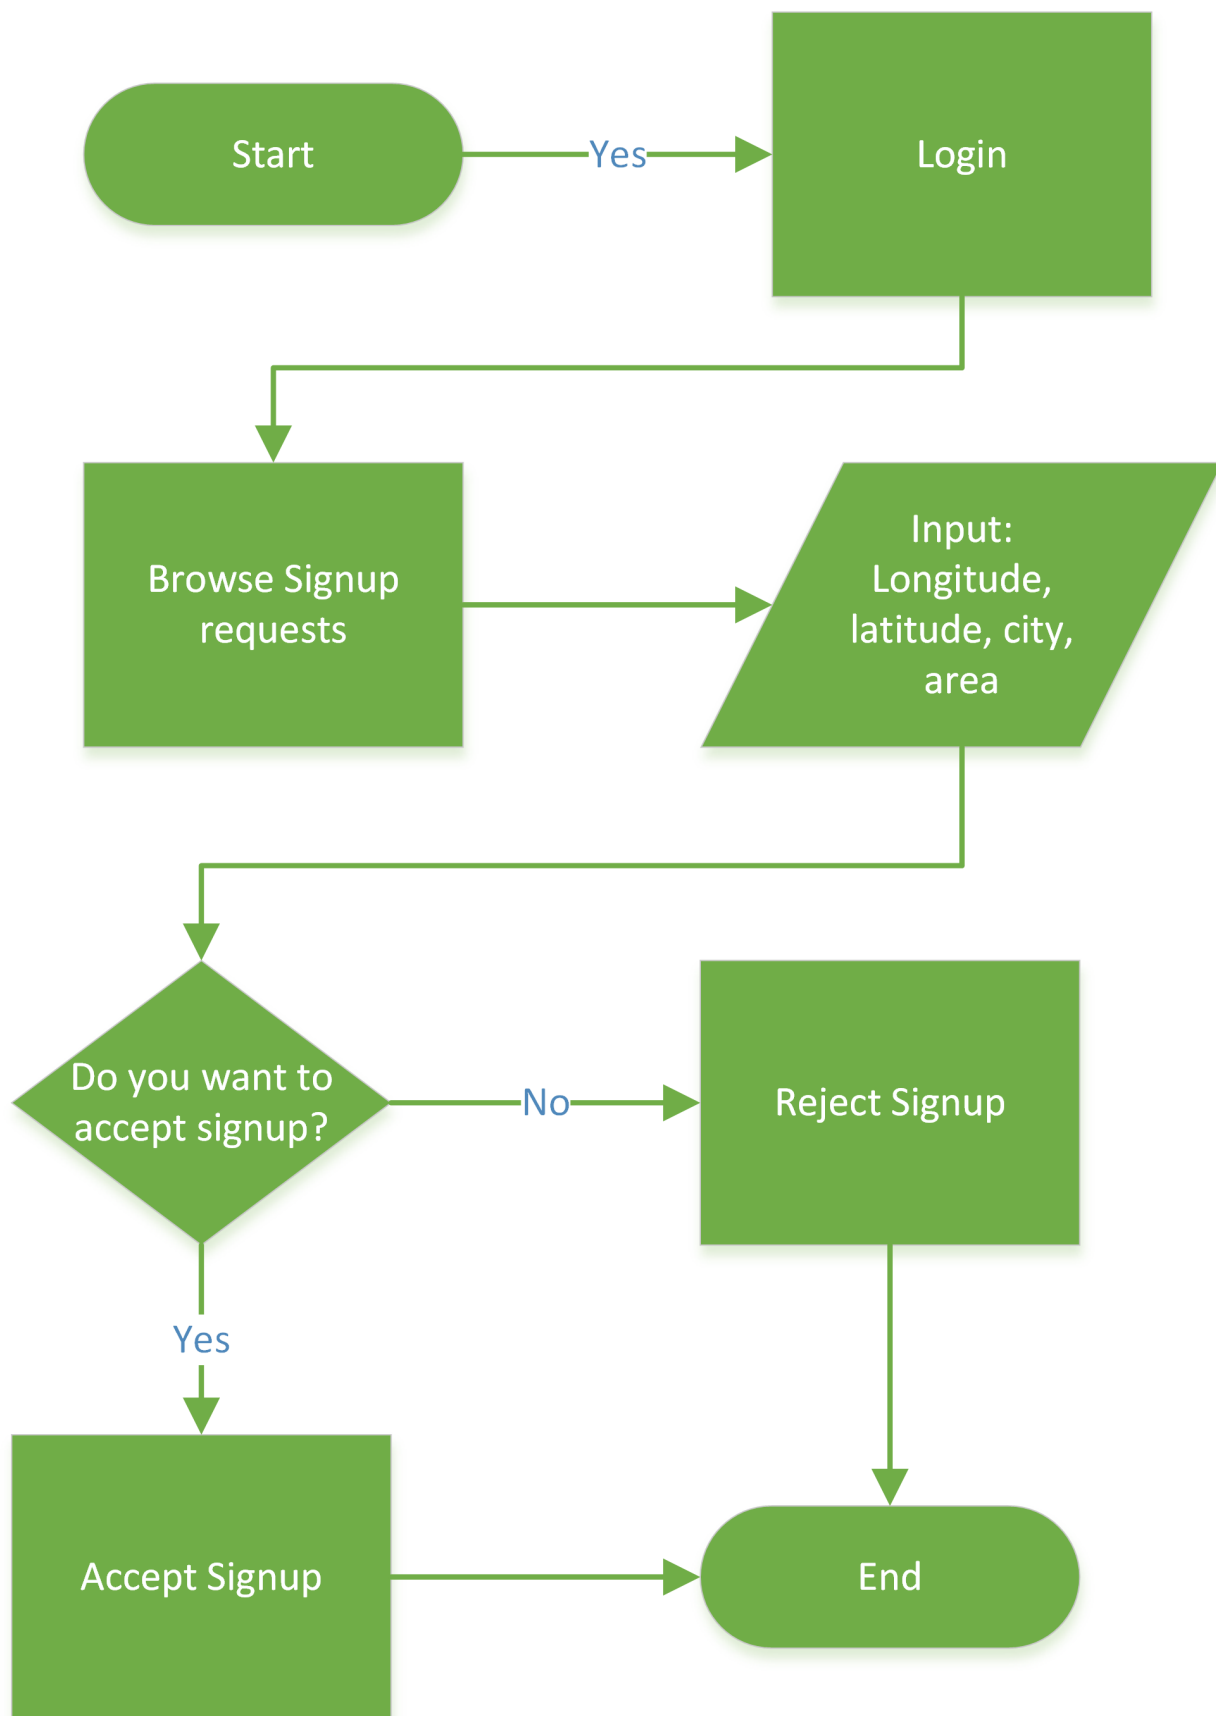 Start
Yes
Login
Browse Signup
requests
Input:
Longitude,
latitude, city,
area
Do you want to
accept signup?
No
Reject Signup
Yes
Accept Signup
End